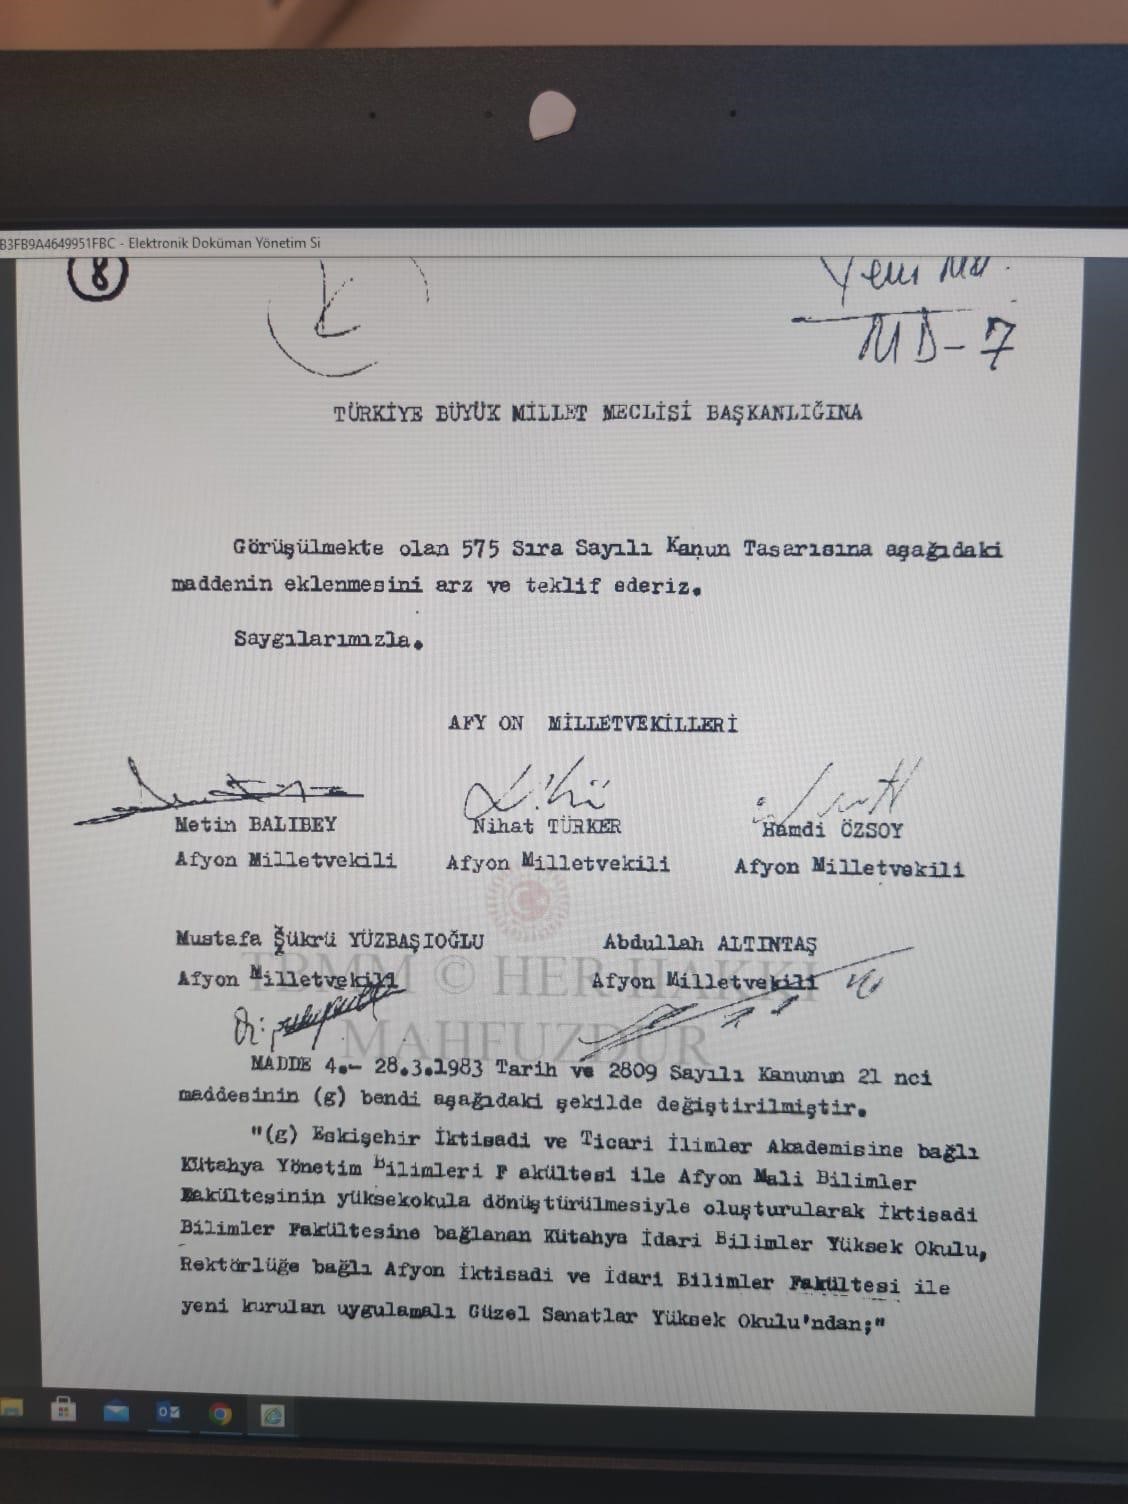 B3FB9A4649951FBC - Elektronik Doküman Yönetim Si
8
Yeni Md.
MD-7
TÜRKİYE BÜYÜK MİLLET MECLİSİ BAŞKANLIĞINA
Görüşülmekte olan 575 Sıra Sayılı Kanun Tasarısına aşağıdaki
maddenin eklenmesini arz ve teklif ederiz.
Saygılarımızla.
AFY ON MİLLETVEKİLLERİ
Metin BALIBEY Nihat TÜRKER Hamdi ÖZSOY
Afyon Milletvekili Afyon Milletvekili Afyon Milletvekili
Mustafa Şükrü YÜZBAŞIOĞLU Abdullah ALTINTAŞ
Afyon Milletvekili Afyon Milletvekili
TBMM © HER HAKKI
MAHFUZDUR
MADDE 4.- 28.3.1983 Tarih ve 2809 Sayılı Kanunun 21 nci
maddesinin (g) bendi aşağıdaki şekilde değiştirilmiştir.
"(g) Eskişehir İktisadi ve Ticari İlimler Akademisine bağlı
Kütahya Yönetim Bilimleri F akültesi ile Afyon Mali Bilimler
Fakültesinin yüksekokula dönüştürülmesiyle oluşturularak İktisadi
Bilimler Fakültesine bağlanan Kütahya İdari Bilimler Yüksek Okulu,
Rektörlüğe bağlı Afyon İktisadi ve İdari Bilimler Fakültesi ile
yeni kurulan uygulamalı Güzel Sanatlar Yüksek Okulu'ndan;"